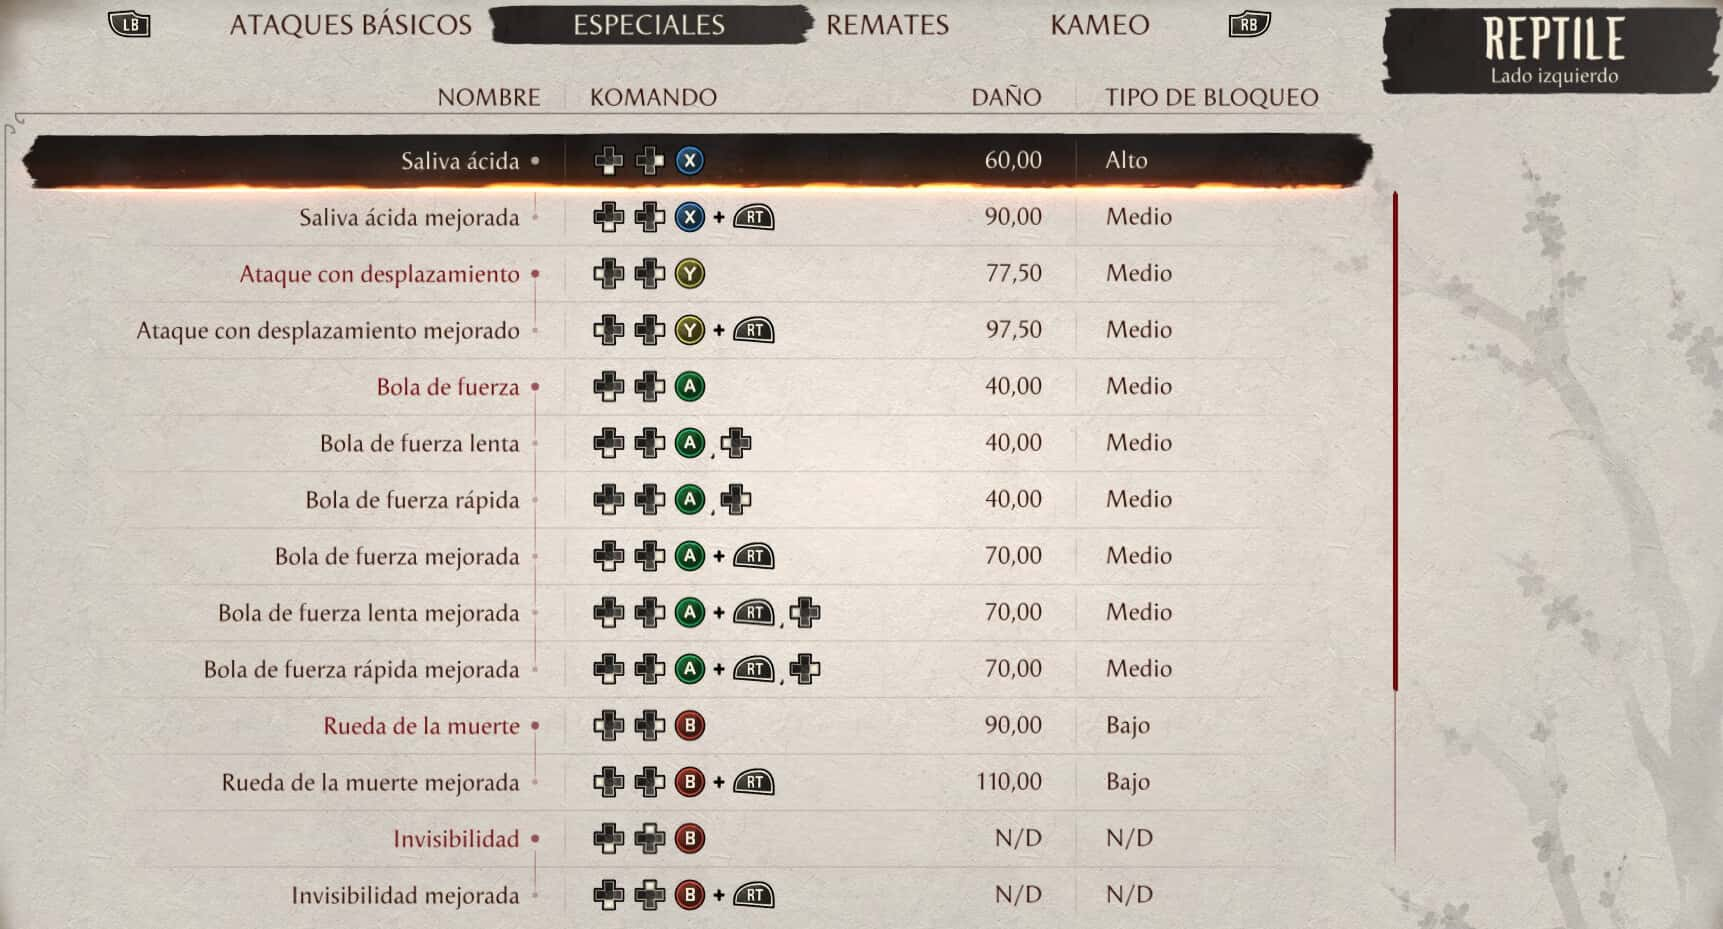 LB ATAQUES BÁSICOS ESPECIALES REMATES KAMEO RB
REPTILE
Lado izquierdo
NOMBRE KOMANDO DAÑO TIPO DE BLOQUEO
Saliva ácida X 60,00 Alto
Saliva ácida mejorada X + RT 90,00 Medio
Ataque con desplazamiento Y 77,50 Medio
Ataque con desplazamiento mejorado Y + RT 97,50 Medio
Bola de fuerza A 40,00 Medio
Bola de fuerza lenta A , 40,00 Medio
Bola de fuerza rápida A , 40,00 Medio
Bola de fuerza mejorada A + RT 70,00 Medio
Bola de fuerza lenta mejorada A + RT , 70,00 Medio
Bola de fuerza rápida mejorada A + RT , 70,00 Medio
Rueda de la muerte B 90,00 Bajo
Rueda de la muerte mejorada B + RT 110,00 Bajo
Invisibilidad B N/D N/D
Invisibilidad mejorada B + RT N/D N/D